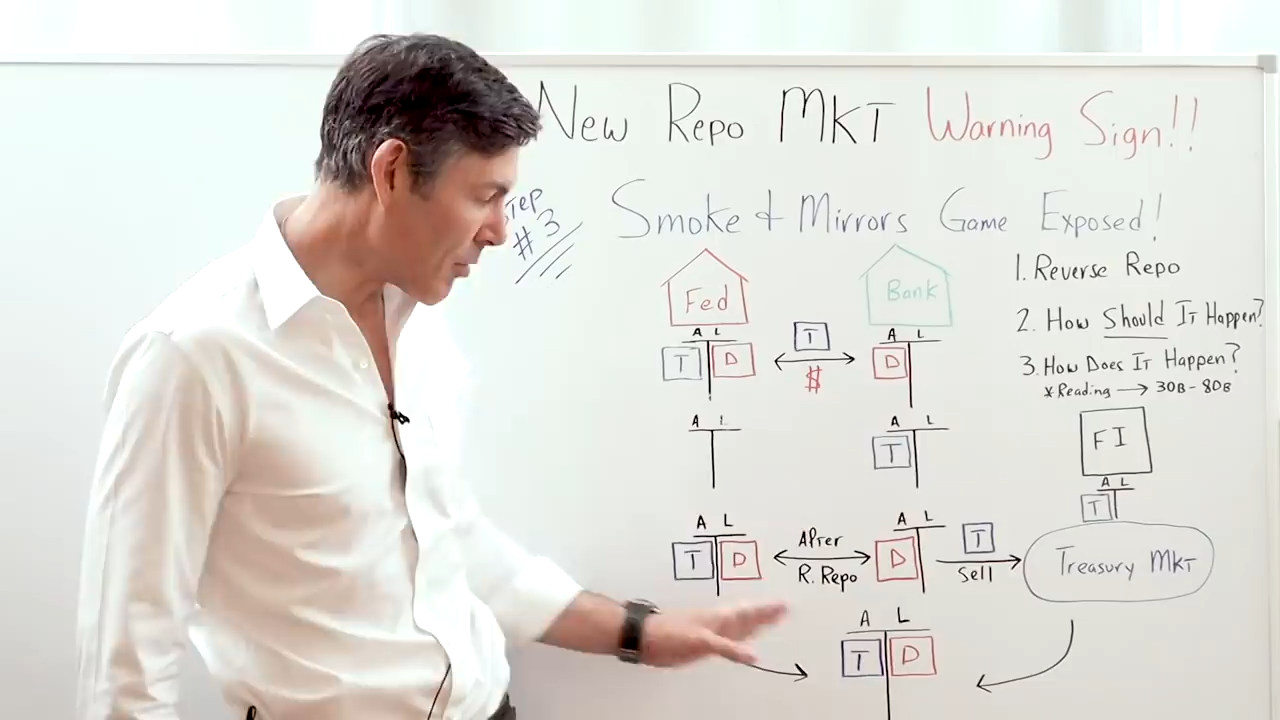 New Repo MKT Warning Sign!!
TEP
#3
Smoke & Mirrors Game Exposed!
1. Reverse Repo
2. How Should It Happen?
3. How Does It Happen?
*Reading → 30B - 80B
Fed
A L
T D
T
$
Bank
A L
D
A L
A L
T
FI
A L
T
A L
T D
After
R. Repo
A L
D
T
Sell
Treasury MKT
A L
T D